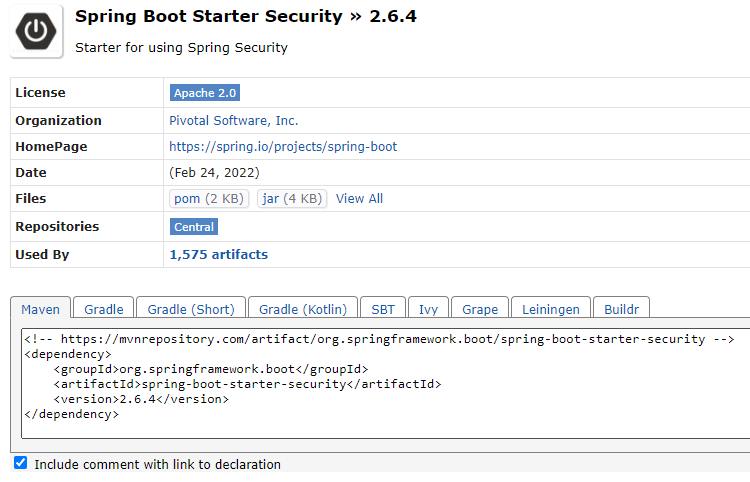 Spring Boot Starter Security » 2.6.4
Starter for using Spring Security
License Apache 2.0
Organization Pivotal Software, Inc.
HomePage https://spring.io/projects/spring-boot
Date (Feb 24, 2022)
Files pom (2 KB) jar (4 KB) View All
Repositories Central
Used By 1,575 artifacts
Maven Gradle Gradle (Short) Gradle (Kotlin) SBT Ivy Grape Leiningen Buildr
<!-- https://mvnrepository.com/artifact/org.springframework.boot/spring-boot-starter-security -->
<dependency>
    <groupId>org.springframework.boot</groupId>
    <artifactId>spring-boot-starter-security</artifactId>
    <version>2.6.4</version>
</dependency>
Include comment with link to declaration